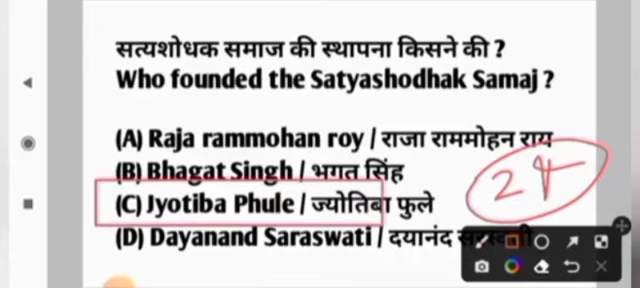 सत्यशोधक समाज की स्थापना किसने की ?
Who founded the Satyashodhak Samaj ?
(A) Raja rammohan roy / राजा राममोहन राय
(B) Bhagat Singh / भगत सिंह
(C) Jyotiba Phule / ज्योतिबा फुले
(D) Dayanand Saraswati / दयानंद
24